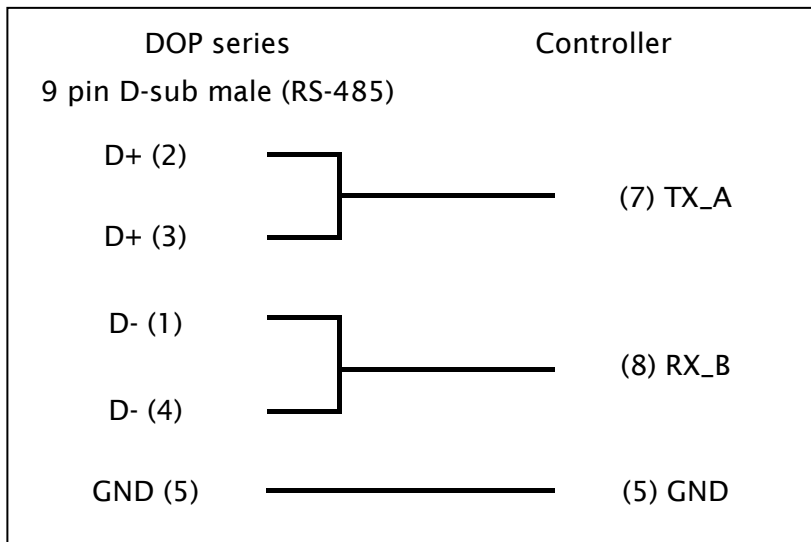 DOP series Controller
9 pin D-sub male (RS-485)
D+ (2)
(7) TX_A
D+ (3)
D- (1)
(8) RX_B
D- (4)
GND (5) (5) GND